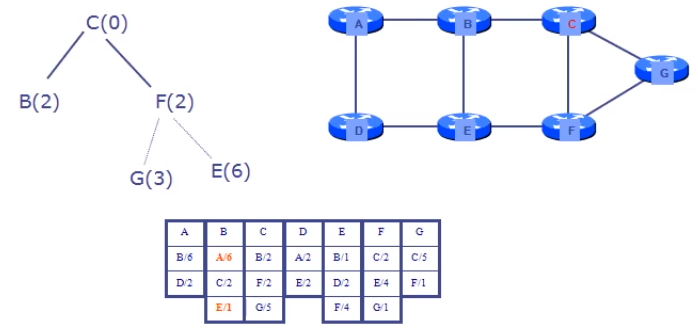 C(0)
B(2) F(2)
G(3) E(6)
A B C
G
D E F
A B C D E F G
B/6 A/6 B/2 A/2 B/1 C/2 C/5
D/2 C/2 F/2 E/2 D/2 E/4 F/1
E/1 G/5 F/4 G/1